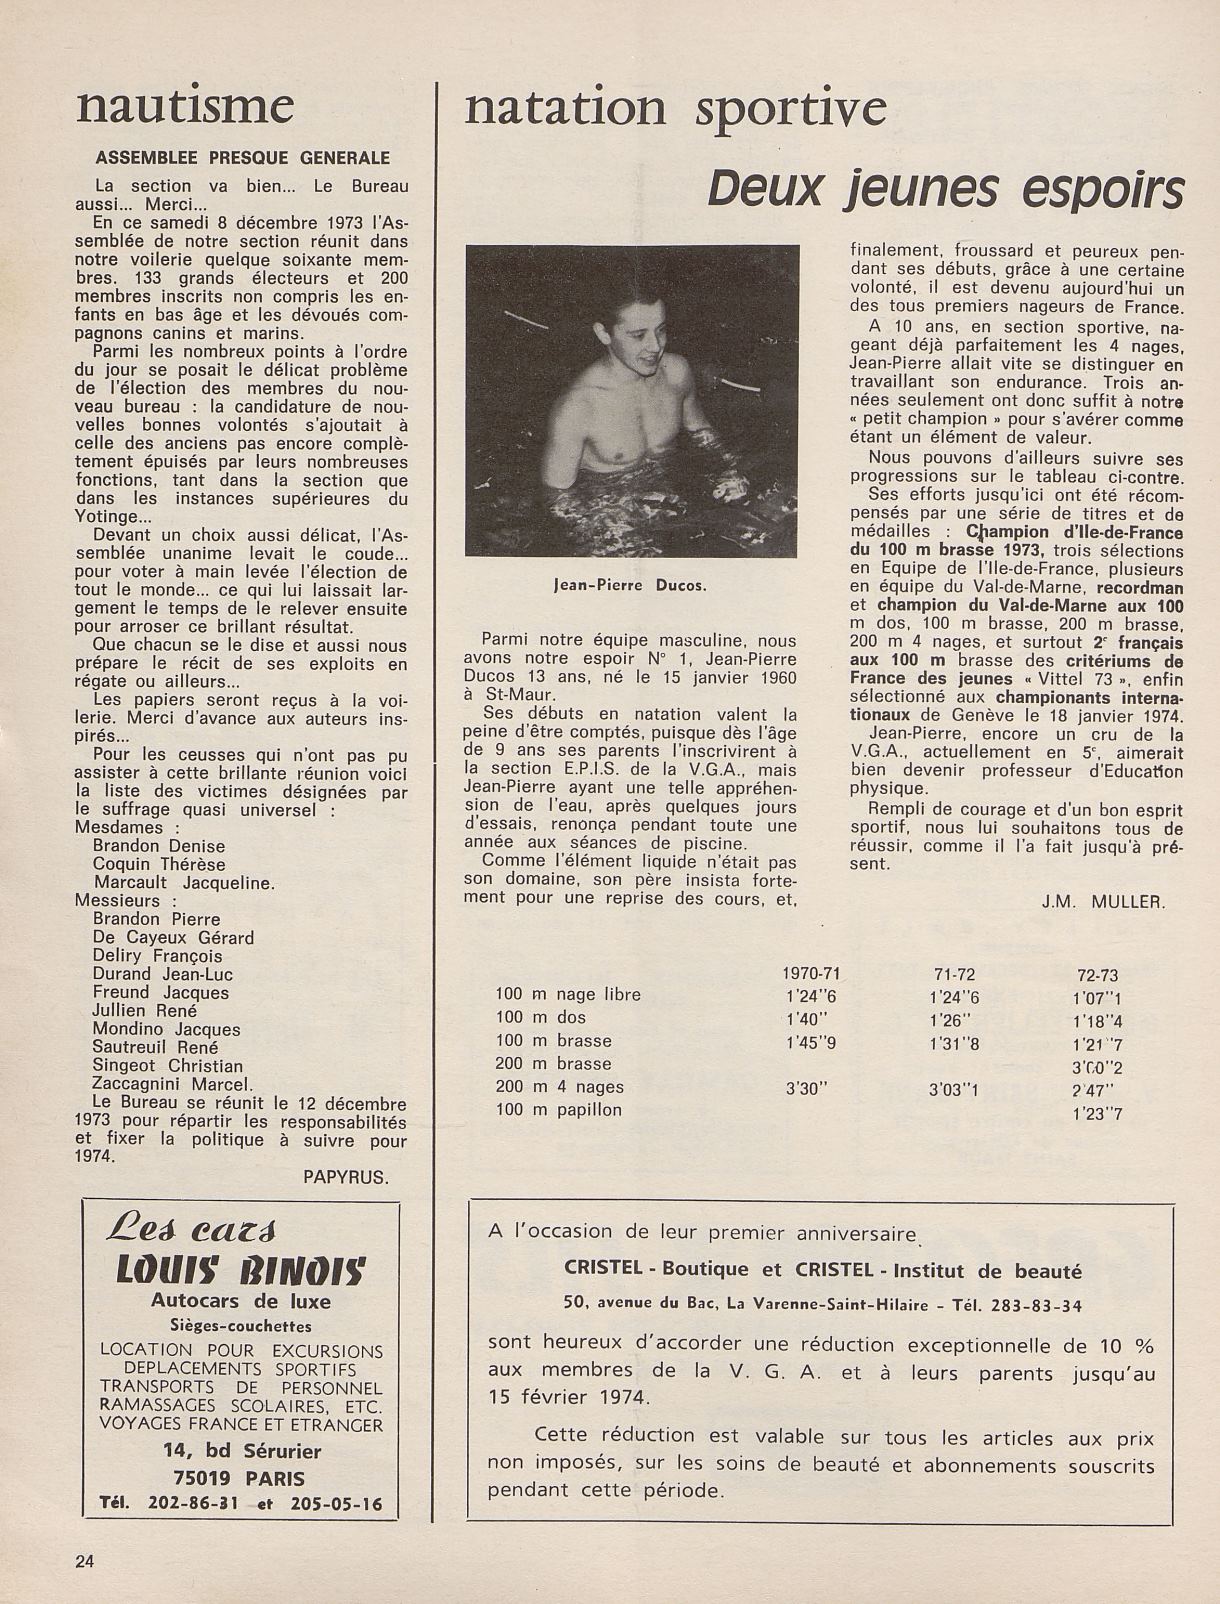 nautisme
ASSEMBLEE PRESQUE GENERALE
La section va bien... Le Bureau
aussi... Merci...
En ce samedi 8 décembre 1973 l'As-
semblée de notre section réunit dans
notre voilerie quelque soixante mem-
bres. 133 grands électeurs et 200
membres inscrits non compris les en-
fants en bas âge et les dévoués com-
pagnons canins et marins.
Parmi les nombreux points à l'ordre
du jour se posait le délicat problème
de l'élection des membres du nou-
veau bureau : la candidature de nou-
velles bonnes volontés s'ajoutait à
celle des anciens pas encore complè-
tement épuisés par leurs nombreuses
fonctions, tant dans la section que
dans les instances supérieures du
Yotinge...
Devant un choix aussi délicat, l'As-
semblée unanime levait le coude...
pour voter à main levée l'élection de
tout le monde... ce qui lui laissait lar-
gement le temps de le relever ensuite
pour arroser ce brillant résultat.
Que chacun se le dise et aussi nous
prépare le récit de ses exploits en
régate ou ailleurs...
Les papiers seront reçus à la voi-
lerie. Merci d'avance aux auteurs ins-
pirés...
Pour les ceusses qui n'ont pas pu
assister à cette brillante réunion voici
la liste des victimes désignées par
le suffrage quasi universel :
Mesdames :
Brandon Denise
Coquin Thérèse
Marcault Jacqueline.
Messieurs :
Brandon Pierre
De Cayeux Gérard
Deliry François
Durand Jean-Luc
Freund Jacques
Jullien René
Mondino Jacques
Sautreuil René
Singeot Christian
Zaccagnini Marcel.
Le Bureau se réunit le 12 décembre
1973 pour répartir les responsabilités
et fixer la politique à suivre pour
1974.
PAPYRUS.
Les cars
LOUIS BINOIS
Autocars de luxe
Sièges-couchettes
LOCATION POUR EXCURSIONS
DEPLACEMENTS SPORTIFS
TRANSPORTS DE PERSONNEL
RAMASSAGES SCOLAIRES, ETC.
VOYAGES FRANCE ET ETRANGER
14, bd Sérurier
75019 PARIS
Tél. 202-86-31 et 205-05-16
natation sportive
Deux jeunes espoirs
Jean-Pierre Ducos.
Parmi notre équipe masculine, nous
avons notre espoir N° 1, Jean-Pierre
Ducos 13 ans, né le 15 janvier 1960
à St-Maur.
Ses débuts en natation valent la
peine d'être comptés, puisque dès l'âge
de 9 ans ses parents l'inscrivirent à
la section E.P.I.S. de la V.G.A., mais
Jean-Pierre ayant une telle appréhen-
sion de l'eau, après quelques jours
d'essais, renonça pendant toute une
année aux séances de piscine.
Comme l'élément liquide n'était pas
son domaine, son père insista forte-
ment pour une reprise des cours, et,
finalement, froussard et peureux pen-
dant ses débuts, grâce à une certaine
volonté, il est devenu aujourd'hui un
des tous premiers nageurs de France.
A 10 ans, en section sportive, na-
geant déjà parfaitement les 4 nages,
Jean-Pierre allait vite se distinguer en
travaillant son endurance. Trois an-
nées seulement ont donc suffit à notre
« petit champion » pour s'avérer comme
étant un élément de valeur.
Nous pouvons d'ailleurs suivre ses
progressions sur le tableau ci-contre.
Ses efforts jusqu'ici ont été récom-
pensés par une série de titres et de
médailles : Champion d'Ile-de-France
du 100 m brasse 1973, trois sélections
en Equipe de l'Ile-de-France, plusieurs
en équipe du Val-de-Marne, recordman
et champion du Val-de-Marne aux 100
m dos, 100 m brasse, 200 m brasse,
200 m 4 nages, et surtout 2e français
aux 100 m brasse des critériums de
France des jeunes « Vittel 73 », enfin
sélectionné aux championants interna-
tionaux de Genève le 18 janvier 1974.
Jean-Pierre, encore un cru de la
V.G.A., actuellement en 5e, aimerait
bien devenir professeur d'Education
physique.
Rempli de courage et d'un bon esprit
sportif, nous lui souhaitons tous de
réussir, comme il l'a fait jusqu'à pré-
sent.
J.M. MULLER.
1970-71 71-72 72-73
100 m nage libre 1'24''6 1'24''6 1'07''1
100 m dos 1'40'' 1'26'' 1'18''4
100 m brasse 1'45''9 1'31''8 1'21''7
200 m brasse 3'00''2
200 m 4 nages 3'30'' 3'03''1 2'47''
100 m papillon 1'23''7
A l'occasion de leur premier anniversaire
CRISTEL - Boutique et CRISTEL - Institut de beauté
50, avenue du Bac, La Varenne-Saint-Hilaire - Tél. 283-83-34
sont heureux d'accorder une réduction exceptionnelle de 10 %
aux membres de la V. G. A. et à leurs parents jusqu'au
15 février 1974.
Cette réduction est valable sur tous les articles aux prix
non imposés, sur les soins de beauté et abonnements souscrits
pendant cette période.
24